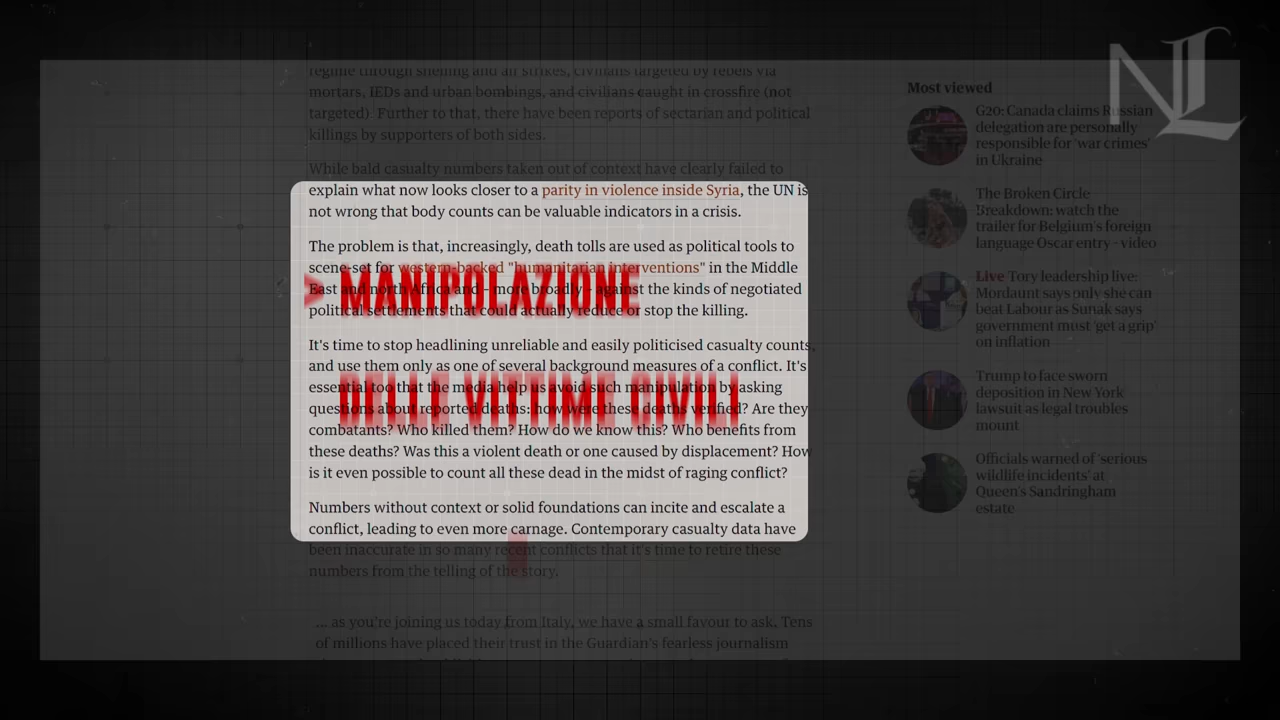 regime through shelling and air strikes, civilians targeted by rebels via
mortars, IEDs and urban bombings, and civilians caught in crossfire (not
targeted). Further to that, there have been reports of sectarian and political
killings by supporters of both sides.
While bald casualty numbers taken out of context have clearly failed to
explain what now looks closer to a parity in violence inside Syria, the UN is
not wrong that body counts can be valuable indicators in a crisis.
The problem is that, increasingly, death tolls are used as political tools to
scene-set for western-backed "humanitarian interventions" in the Middle
East and north Africa and – more broadly – against the kinds of negotiated
political settlements that could actually reduce or stop the killing.
It's time to stop headlining unreliable and easily politicised casualty counts,
and use them only as one of several background measures of a conflict. It's
essential too that the media help us avoid such manipulation by asking
questions about reported deaths: how were these deaths verified? Are they
combatants? Who killed them? How do we know this? Who benefits from
these deaths? Was this a violent death or one caused by displacement? How
is it even possible to count all these dead in the midst of raging conflict?
Numbers without context or solid foundations can incite and escalate a
conflict, leading to even more carnage. Contemporary casualty data have
been inaccurate in so many recent conflicts that it's time to retire these
numbers from the telling of the story.
... as you're joining us today from Italy, we have a small favour to ask. Tens
of millions have placed their trust in the Guardian's fearless journalism
> MANIPOLAZIONE
DELLE VITTIME CIVILI
NL
Most viewed
G20: Canada claims Russian
delegation are personally
responsible for 'war crimes'
in Ukraine
The Broken Circle
Breakdown: watch the
trailer for Belgium's foreign
language Oscar entry - video
Live Tory leadership live:
Mordaunt says only she can
beat Labour as Sunak says
government must 'get a grip'
on inflation
Trump to face sworn
deposition in New York
lawsuit as legal troubles
mount
Officials warned of 'serious
wildlife incidents' at
Queen's Sandringham
estate